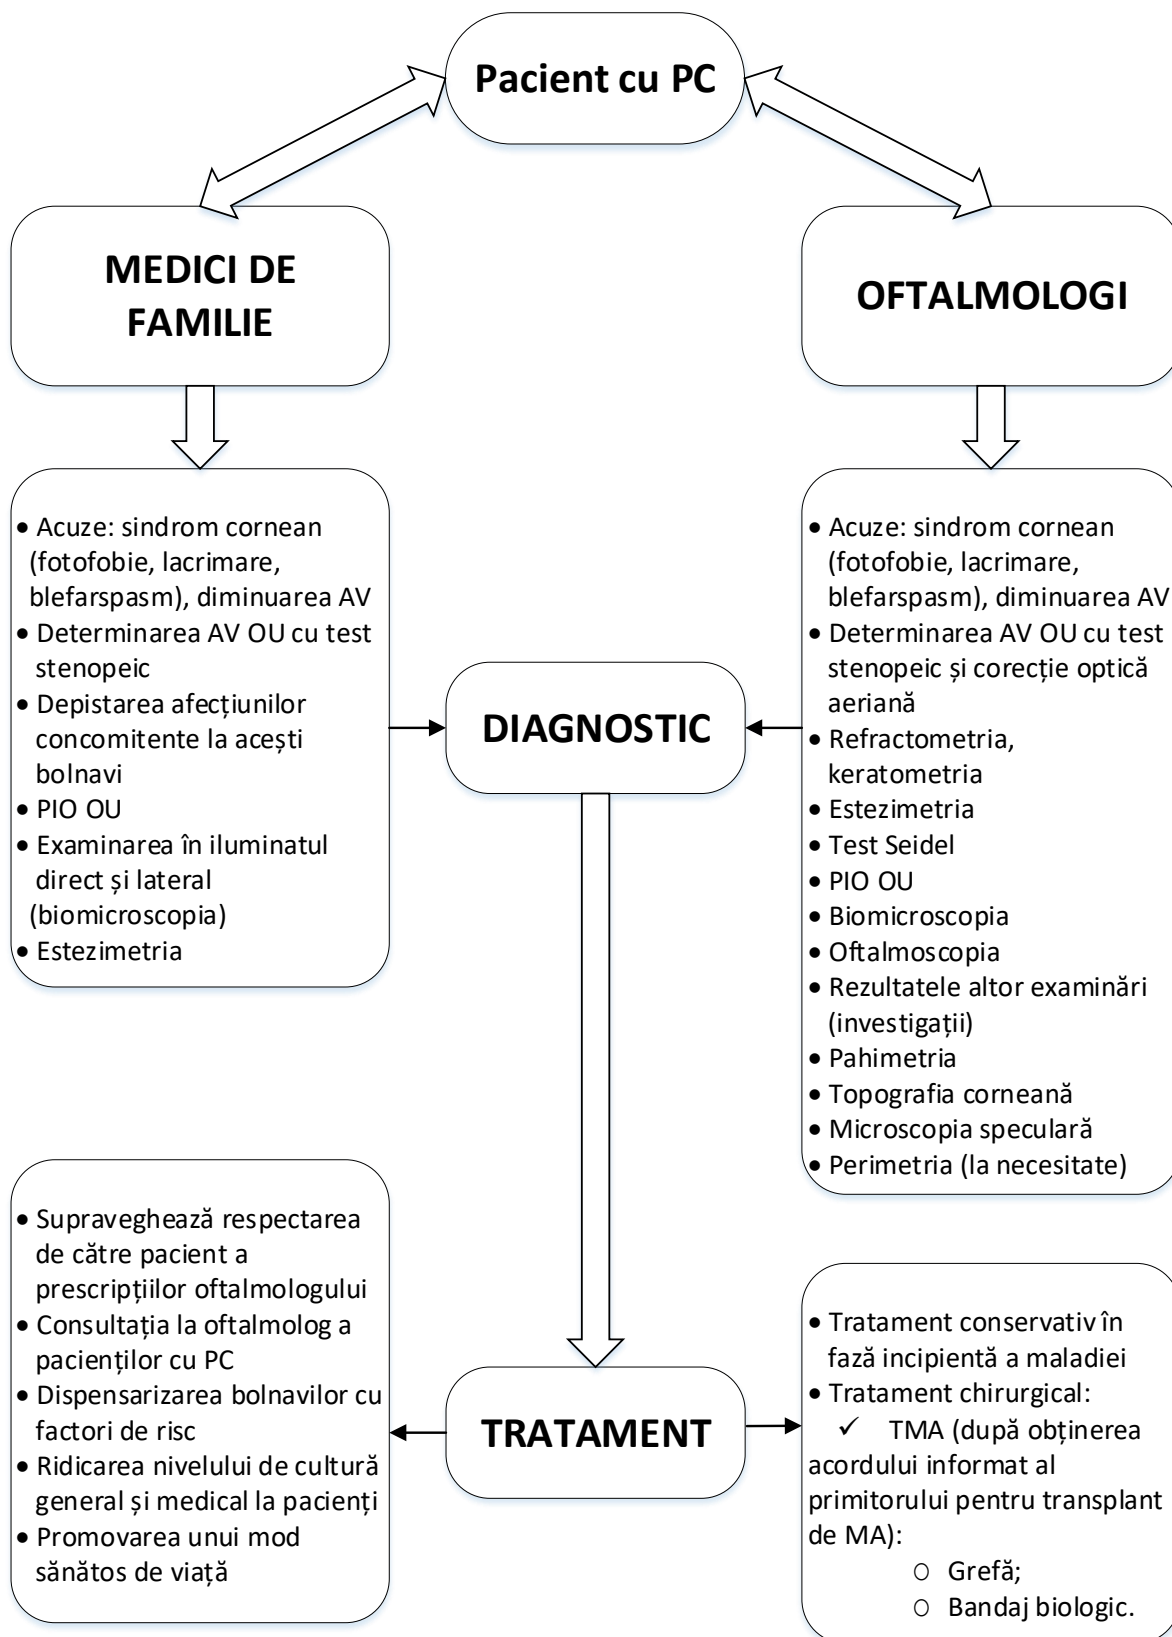 Pacient cu PC
MEDICI DE
FAMILIE
OFTALMOLOGI
• Acuze: sindrom cornean
(fotofobie, lacrimare,
blefarspasm), diminuarea AV
• Determinarea AV OU cu test
stenopeic
• Depistarea afecțiunilor
concomitente la acești
bolnavi
• PIO OU
• Examinarea în iluminatul
direct și lateral
(biomicroscopia)
• Estezimetria
DIAGNOSTIC
• Acuze: sindrom cornean
(fotofobie, lacrimare,
blefarspasm), diminuarea AV
• Determinarea AV OU cu test
stenopeic și corecție optică
aeriană
• Refractometria,
keratometria
• Estezimetria
• Test Seidel
• PIO OU
• Biomicroscopia
• Oftalmoscopia
• Rezultatele altor examinări
(investigații)
• Pahimetria
• Topografia corneană
• Microscopia speculară
• Perimetria (la necesitate)
• Supraveghează respectarea
de către pacient a
prescripțiilor oftalmologului
• Consultația la oftalmolog a
pacienților cu PC
• Dispensarizarea bolnavilor cu
factori de risc
• Ridicarea nivelului de cultură
general și medical la pacienți
• Promovarea unui mod
sănătos de viață
TRATAMENT
• Tratament conservativ în
fază incipientă a maladiei
• Tratament chirurgical:
✓ TMA (după obținerea
acordului informat al
primitorului pentru transplant
de MA):
○ Grefă;
○ Bandaj biologic.